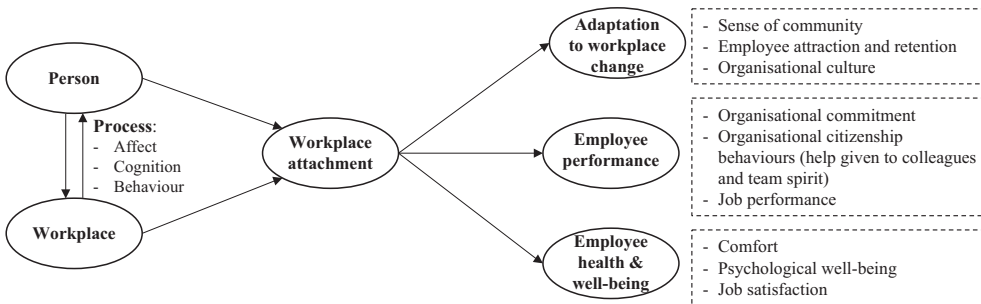 Person
Process:
- Affect
- Cognition
- Behaviour
Workplace
Workplace
attachment
Adaptation
to workplace
change
- Sense of community
- Employee attraction and retention
- Organisational culture
Employee
performance
- Organisational commitment
- Organisational citizenship
behaviours (help given to colleagues
and team spirit)
- Job performance
Employee
health &
well-being
- Comfort
- Psychological well-being
- Job satisfaction